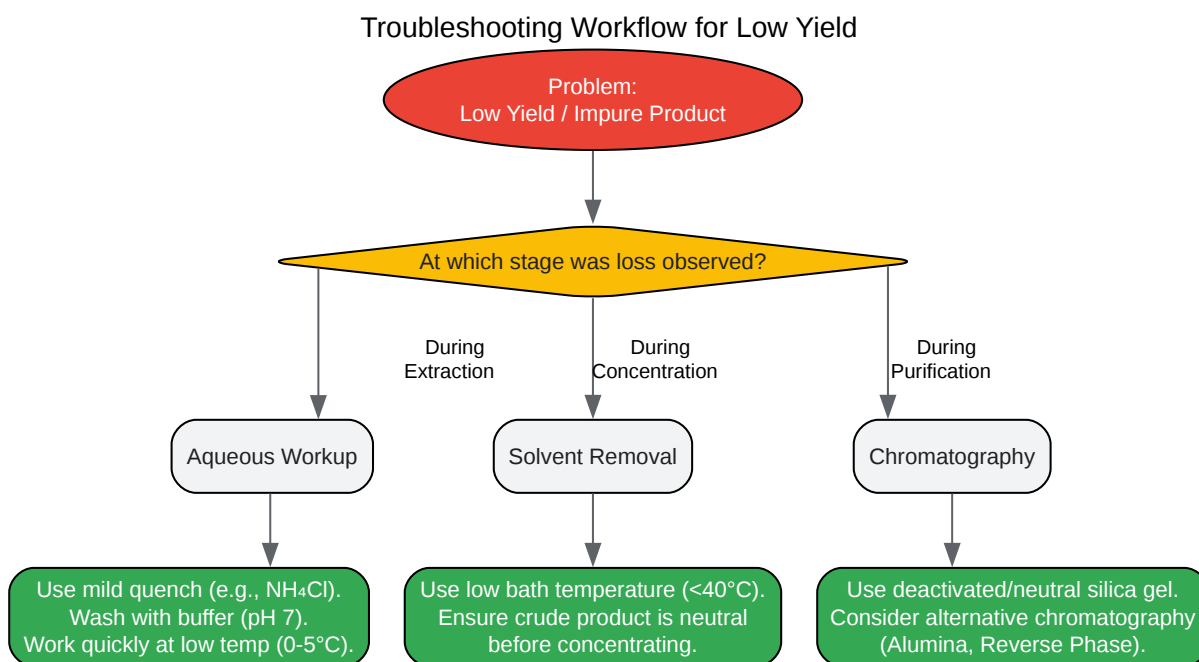 Troubleshooting Workflow for Low Yield
Problem:
Low Yield / Impure Product
At which stage was loss observed?
During
Extraction
During
Concentration
During
Purification
Aqueous Workup
Solvent Removal
Chromatography
Use mild quench (e.g., NH₄Cl).
Wash with buffer (pH 7).
Work quickly at low temp (0-5°C).
Use low bath temperature (<40°C).
Ensure crude product is neutral
before concentrating.
Use deactivated/neutral silica gel.
Consider alternative chromatography
(Alumina, Reverse Phase).